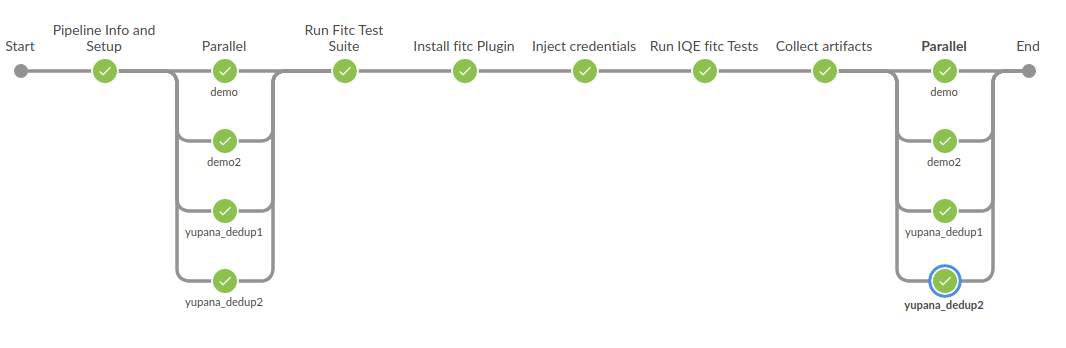 Start
Pipeline Info and
Setup
Parallel
Run Fitc Test
Suite
Install fitc Plugin
Inject credentials
Run IQE fitc Tests
Collect artifacts
Parallel
End
demo
demo2
yupana_dedup1
yupana_dedup2
demo
demo2
yupana_dedup1
yupana_dedup2